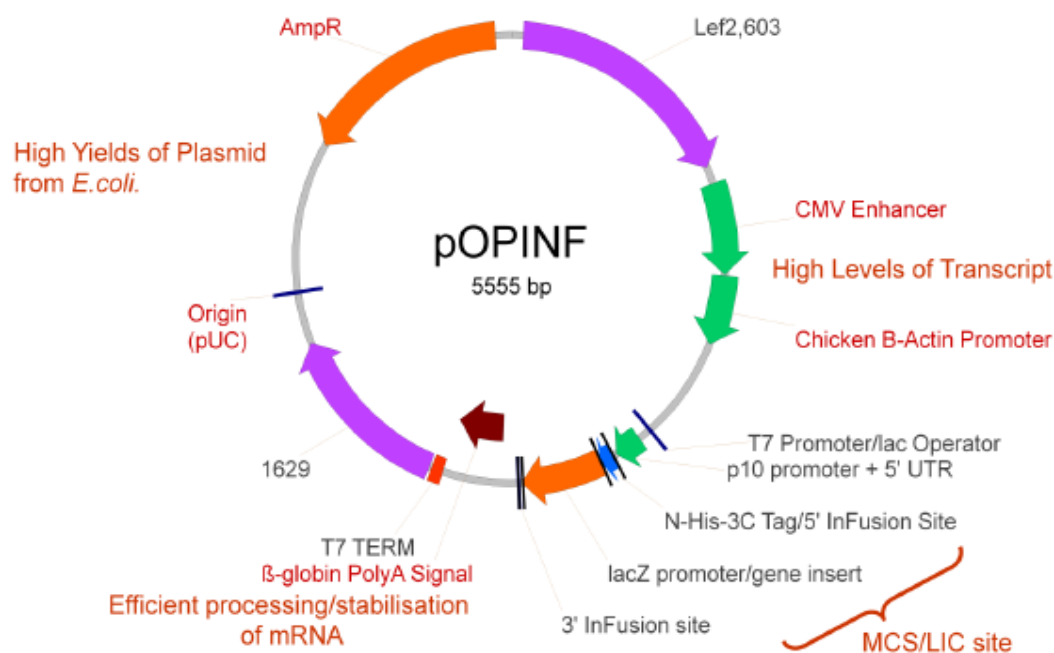 AmpR
Lef2,603
High Yields of Plasmid
from E.coli.
CMV Enhancer
pOPINF
5555 bp
High Levels of Transcript
Origin
(pUC)
Chicken B-Actin Promoter
T7 Promoter/lac Operator
p10 promoter + 5' UTR
1629
N-His-3C Tag/5' InFusion Site
T7 TERM
ß-globin PolyA Signal
lacZ promoter/gene insert
Efficient processing/stabilisation
of mRNA
3' InFusion site
MCS/LIC site